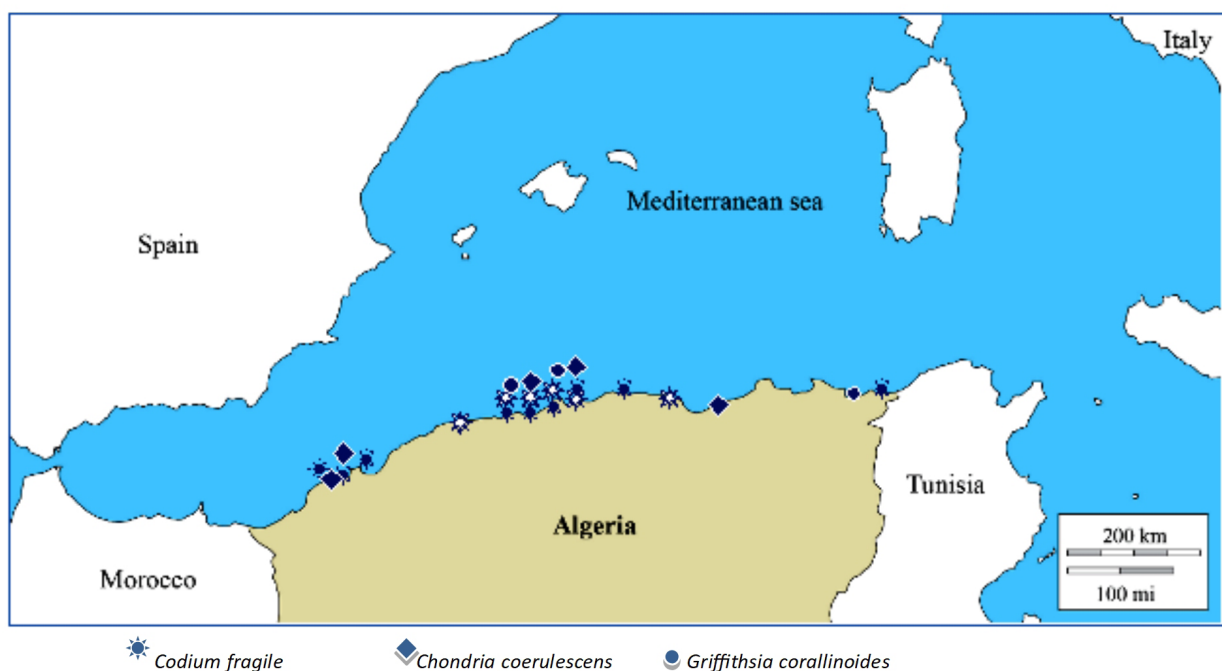 Italy
Mediterranean sea
Spain
Tunisia
Algeria
200 km
Morocco
100 mi
Codium fragile
Chondria coerulescens
Griffithsia corallinoides